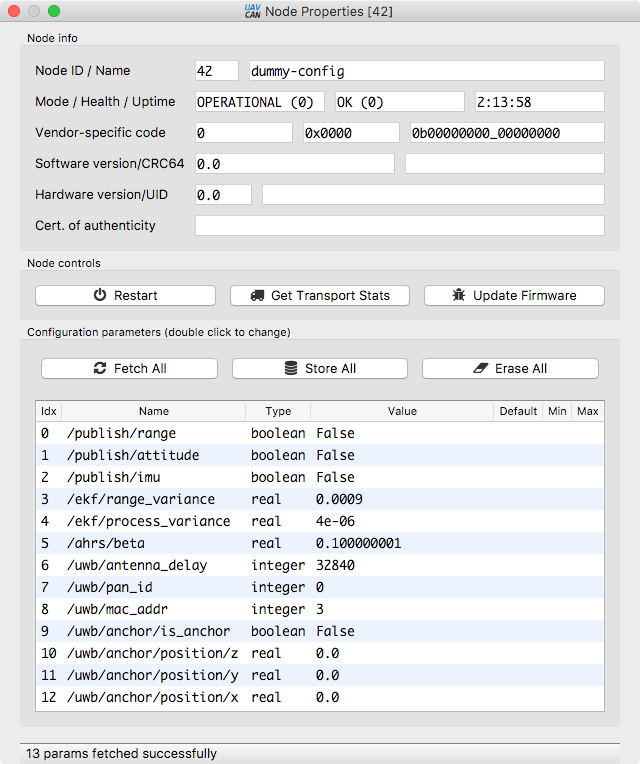 UAV CAN Node Properties [42]
Node info
Node ID / Name 42 dummy-config
Mode / Health / Uptime OPERATIONAL (0) OK (0) 2:13:58
Vendor-specific code 0 0x0000 0b00000000_00000000
Software version/CRC64 0.0
Hardware version/UID 0.0
Cert. of authenticity
Node controls
Restart Get Transport Stats Update Firmware
Configuration parameters (double click to change)
Fetch All Store All Erase All
Idx Name Type Value Default Min Max
0 /publish/range boolean False
1 /publish/attitude boolean False
2 /publish/imu boolean False
3 /ekf/range_variance real 0.0009
4 /ekf/process_variance real 4e-06
5 /ahrs/beta real 0.100000001
6 /uwb/antenna_delay integer 32840
7 /uwb/pan_id integer 0
8 /uwb/mac_addr integer 3
9 /uwb/anchor/is_anchor boolean False
10 /uwb/anchor/position/z real 0.0
11 /uwb/anchor/position/y real 0.0
12 /uwb/anchor/position/x real 0.0
13 params fetched successfully